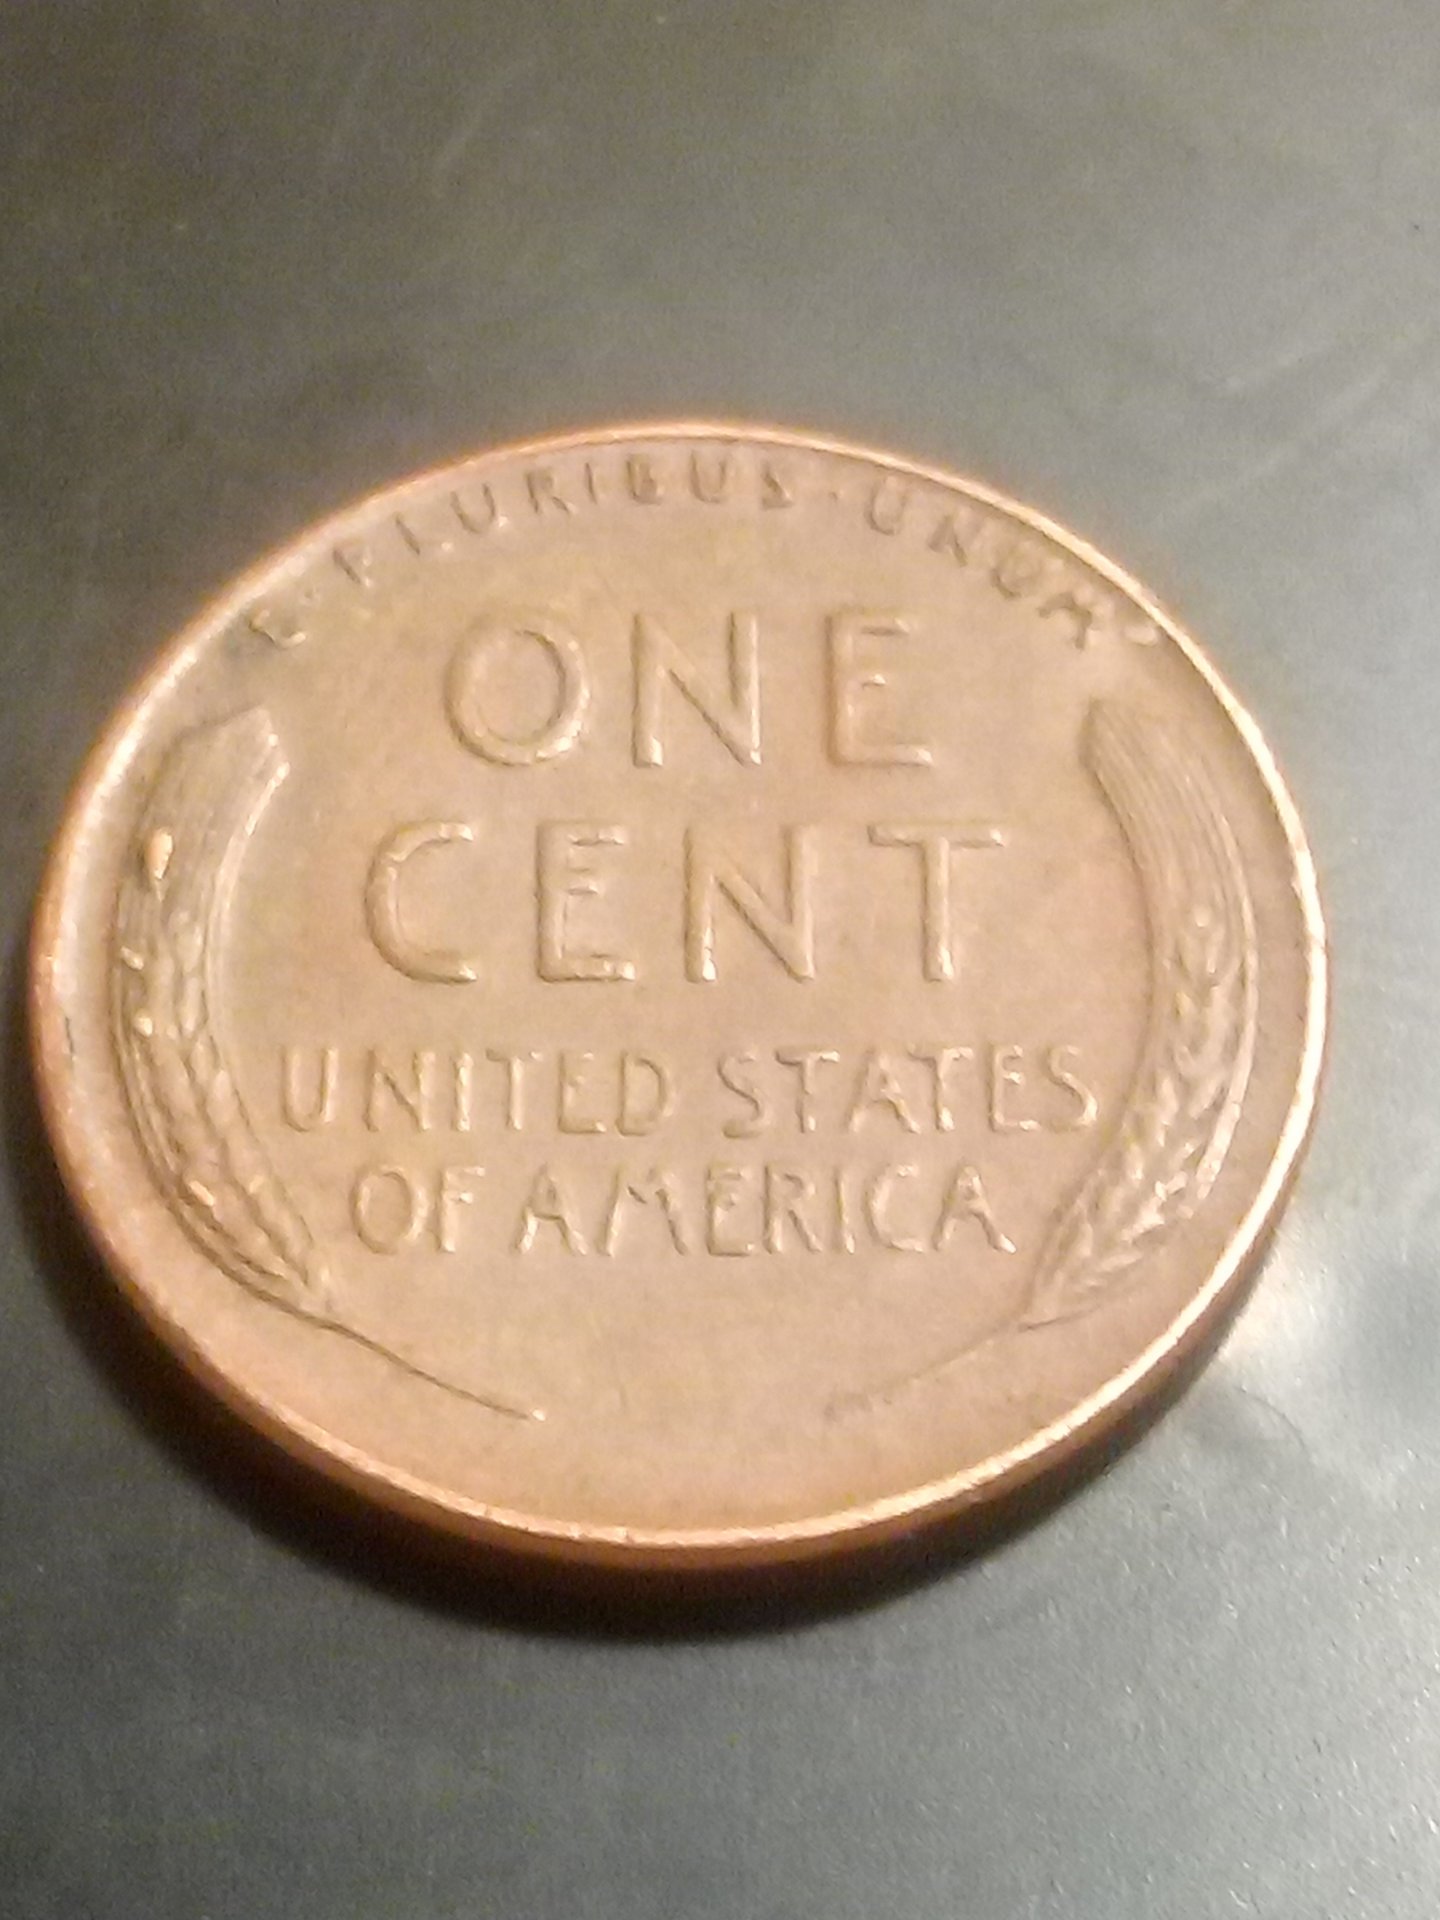 E·PLURIBUS·UNUM
ONE
CENT
UNITED STATES
OF AMERICA